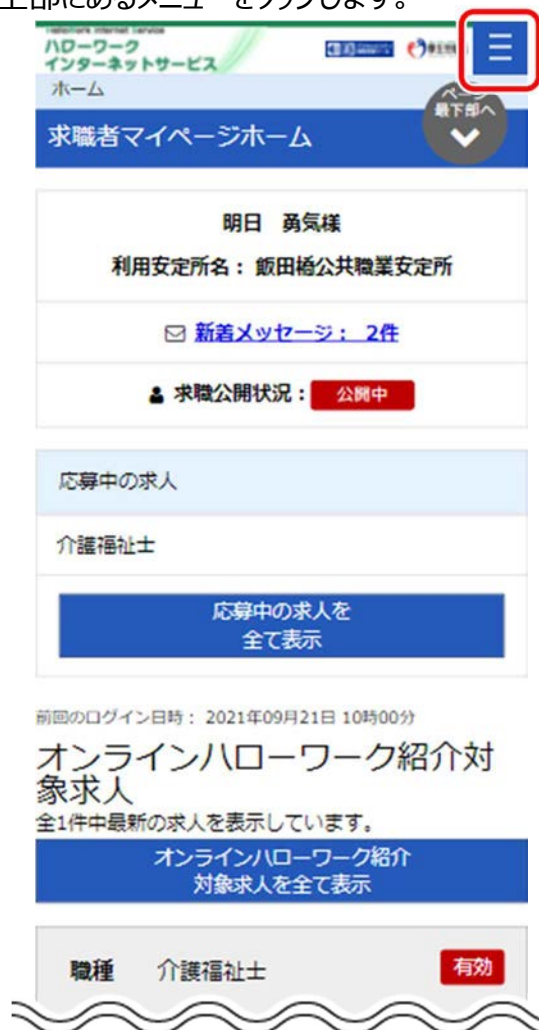 上部にあるメニューをクリックします。
ハローワーク
インターネットサービス
ホーム
ページ
最下部へ
求職者マイページホーム
明日 勇気様
利用安定所名： 飯田橋公共職業安定所
新着メッセージ： 2件
求職公開状況： 公開中
応募中の求人
介護福祉士
応募中の求人を
全て表示
前回のログイン日時： 2021年09月21日 10時00分
オンラインハローワーク紹介対
象求人
全1件中最新の求人を表示しています。
オンラインハローワーク紹介
対象求人を全て表示
職種 介護福祉士 有効